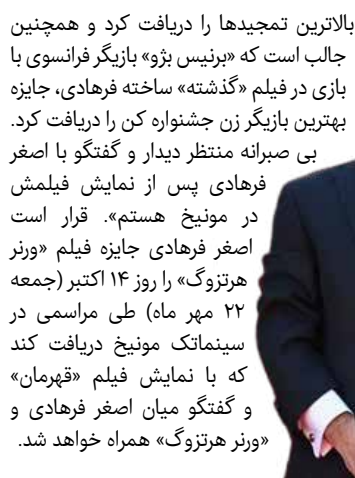 بالاترین تمجیدها را دریافت کرد و همچنین
جالب است که «برنیس بژو» بازیگر فرانسوی با
بازی در فیلم «گذشته» ساخته فرهادی، جایزه
بهترین بازیگر زن جشنواره کن را دریافت کرد.
بی صبرانه منتظر دیدار و گفتگو با اصغر
فرهادی پس از نمایش فیلمش
در مونیخ هستم». قرار است
اصغر فرهادی جایزه فیلم «ورنر
هرتزوگ» را روز ۱۴ اکتبر (جمعه
۲۲ مهر ماه) طی مراسمی در
سینماتک مونیخ دریافت کند
که با نمایش فیلم «قهرمان»
و گفتگو میان اصغر فرهادی و
«ورنر هرتزوگ» همراه خواهد شد.